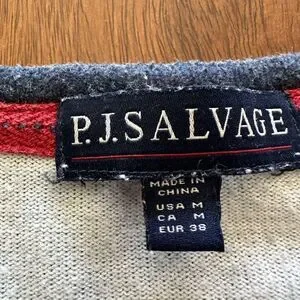 P.J.SALVAGE
MADE IN
CHINA
USA M
CA M
EUR 38